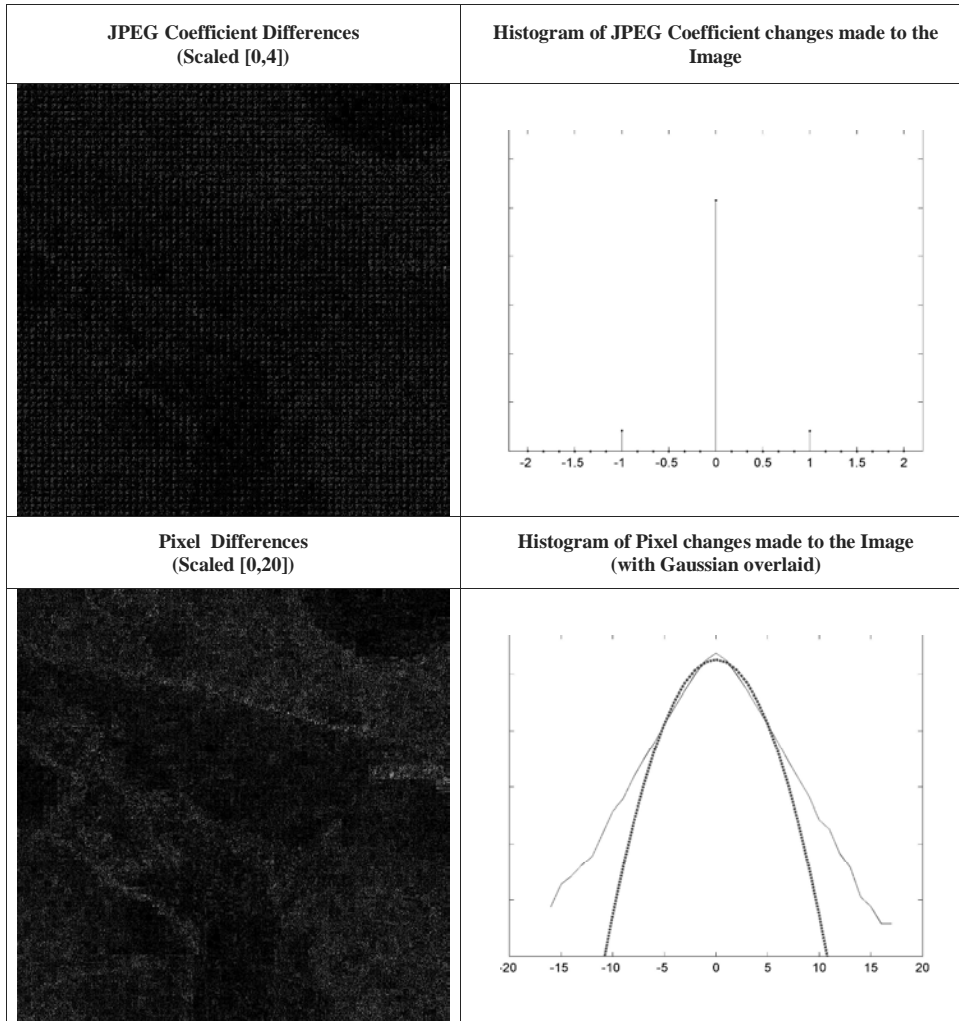 JPEG Coefficient Differences
(Scaled [0,4])
Histogram of JPEG Coefficient changes made to the
Image
-2 -1.5 -1 -0.5 0 0.5 1 1.5 2
Pixel Differences
(Scaled [0,20])
Histogram of Pixel changes made to the Image
(with Gaussian overlaid)
-20 -15 -10 -5 0 5 10 15 20